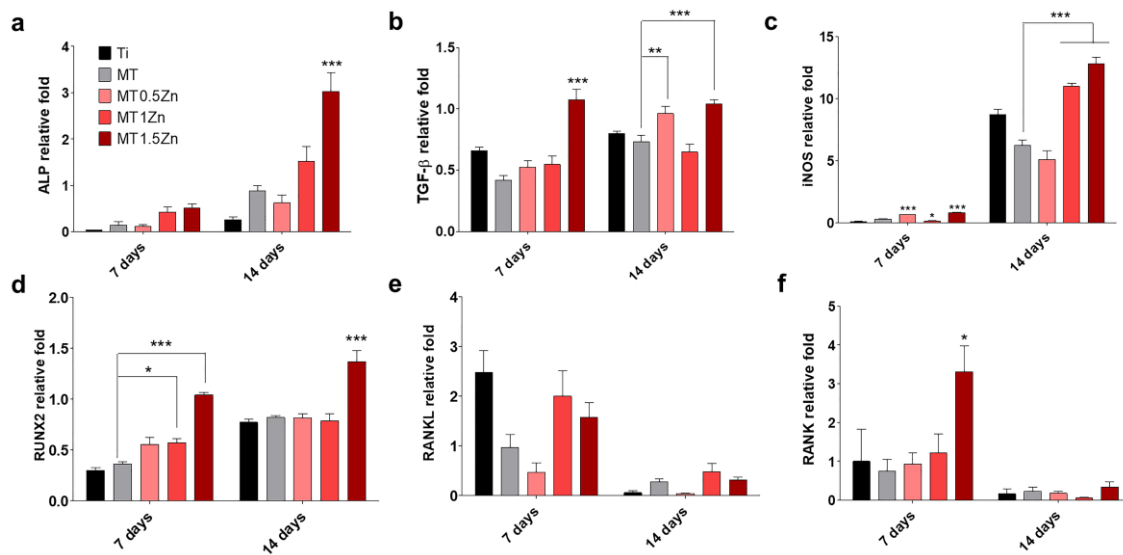 a
ALP relative fold
4
3
2
1
0
Ti
MT
MT0.5Zn
MT1Zn
MT1.5Zn
***
7 days
14 days
b
TGF-β relative fold
1.5
1.0
0.5
0.0
***
**
***
7 days
14 days
c
iNOS relative fold
15
10
5
0
***
*
***
***
7 days
14 days
d
RUNX2 relative fold
2.0
1.5
1.0
0.5
0.0
***
*
***
7 days
14 days
e
RANKL relative fold
4
3
2
1
0
7 days
14 days
f
RANK relative fold
5
4
3
2
1
0
*
7 days
14 days